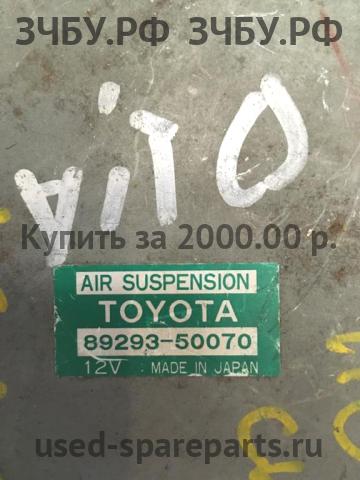 ЗЧБУ.РФ ЗЧБУ.РФ
Купить за 2000.00 р.
AIR SUSPENSION
TOYOTA
89293-50070
12V : MADE IN JAPAN
used-spareparts.ru